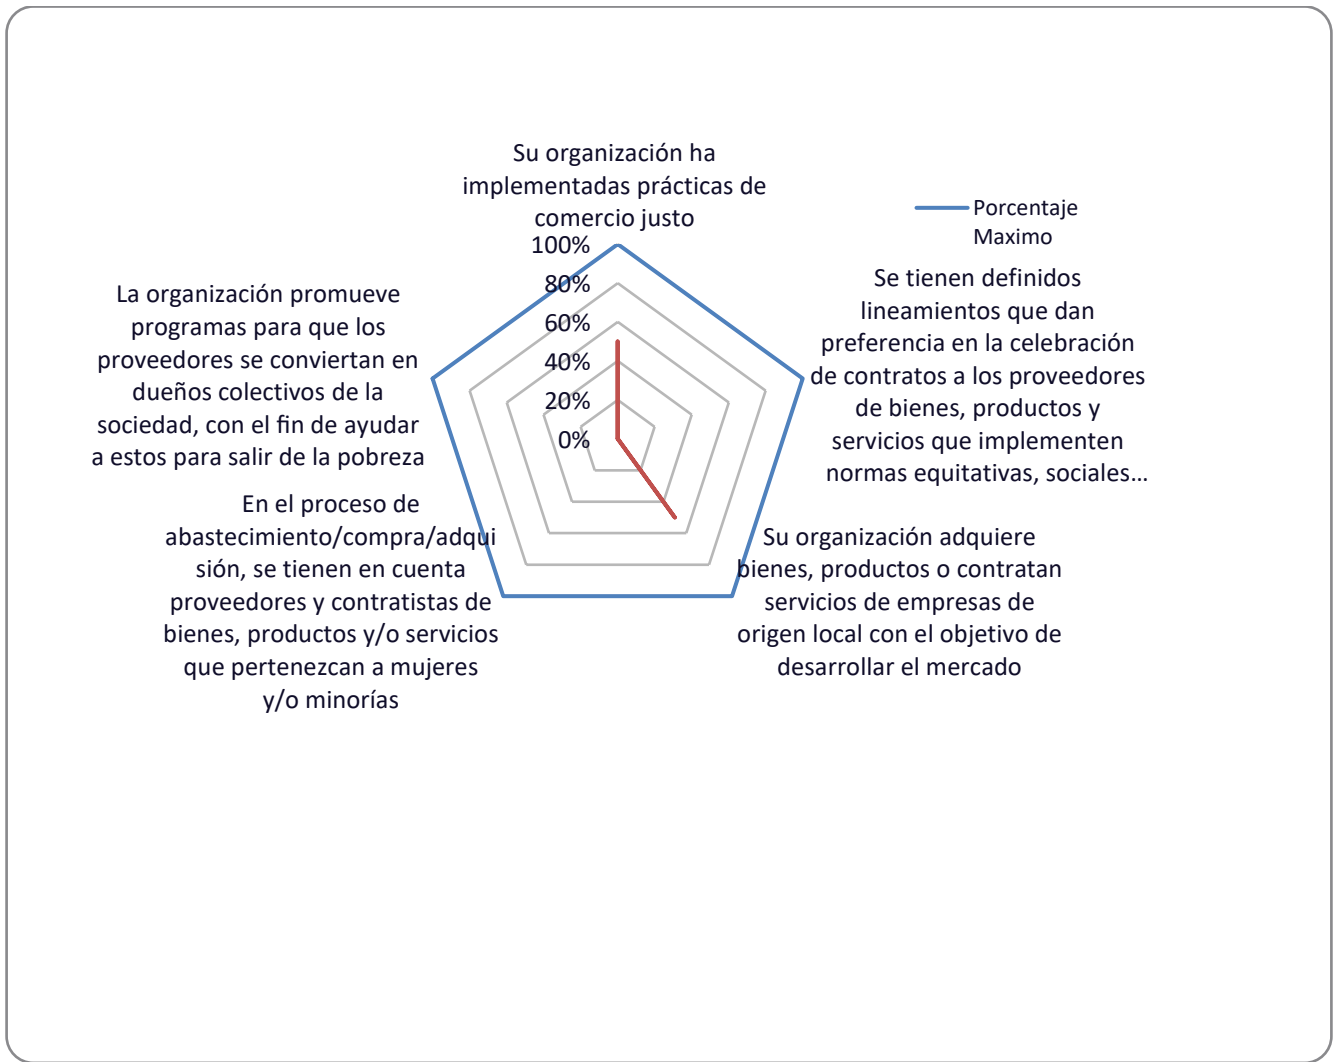 Su organización ha
implementadas prácticas de
comercio justo
Porcentaje
Maximo
100%
80%
60%
40%
20%
0%
Se tienen definidos
lineamientos que dan
preferencia en la celebración
de contratos a los proveedores
de bienes, productos y
servicios que implementen
normas equitativas, sociales…
Su organización adquiere
bienes, productos o contratan
servicios de empresas de
origen local con el objetivo de
desarrollar el mercado
En el proceso de
abastecimiento/compra/adqui
sión, se tienen en cuenta
proveedores y contratistas de
bienes, productos y/o servicios
que pertenezcan a mujeres
y/o minorías
La organización promueve
programas para que los
proveedores se conviertan en
dueños colectivos de la
sociedad, con el fin de ayudar
a estos para salir de la pobreza